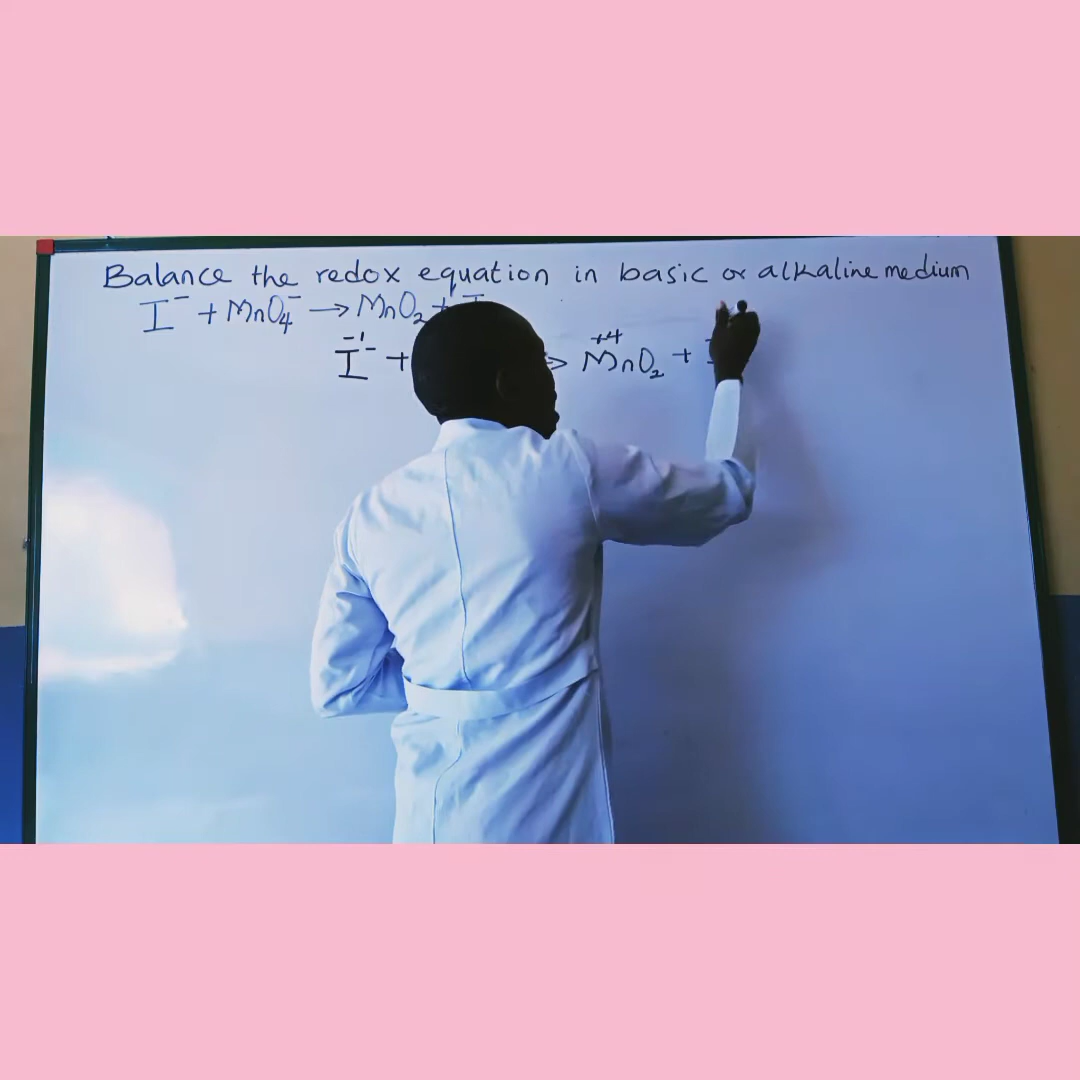 Balance the redox equation in basic or alkaline medium
I⁻ + MnO₄⁻ → MnO₂ +
-1
+4
I⁻ + → MnO₂ +